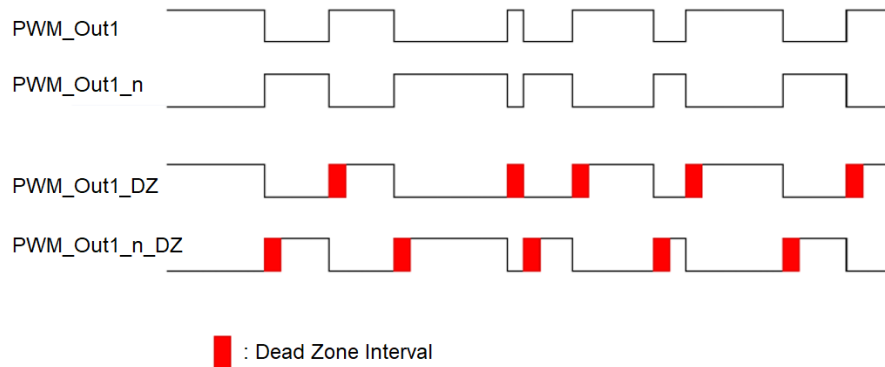 PWM_Out1
PWM_Out1_n
PWM_Out1_DZ
PWM_Out1_n_DZ
: Dead Zone Interval